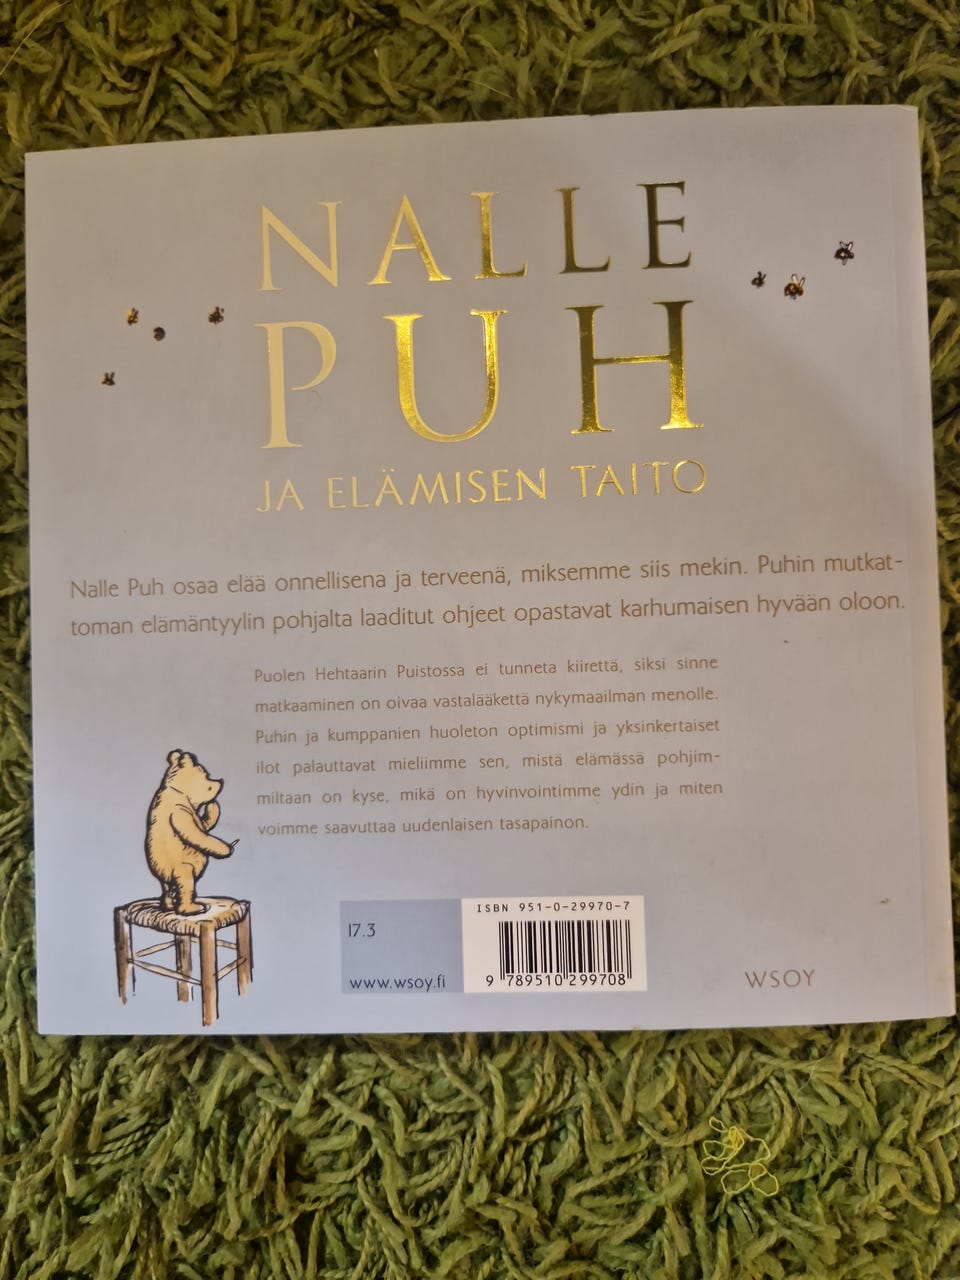 NALLE
PUH
JA ELÄMISEN TAITO
Nalle Puh osaa elää onnellisena ja terveenä, miksemme siis mekin. Puhin mutkat-
toman elämäntyylin pohjalta laaditut ohjeet opastavat karhumaisen hyvään oloon.
Puolen Hehtaarin Puistossa ei tunneta kiirettä, siksi sinne
matkaaminen on oivaa vastalääkettä nykymaailman menolle.
Puhin ja kumppanien huoleton optimismi ja yksinkertaiset
ilot palauttavat mieliimme sen, mistä elämässä pohjim-
miltaan on kyse, mikä on hyvinvointimme ydin ja miten
voimme saavuttaa uudenlaisen tasapainon.
ISBN 951-0-29970-7
17.3
www.wsoy.fi
9 789510 299708
WSOY